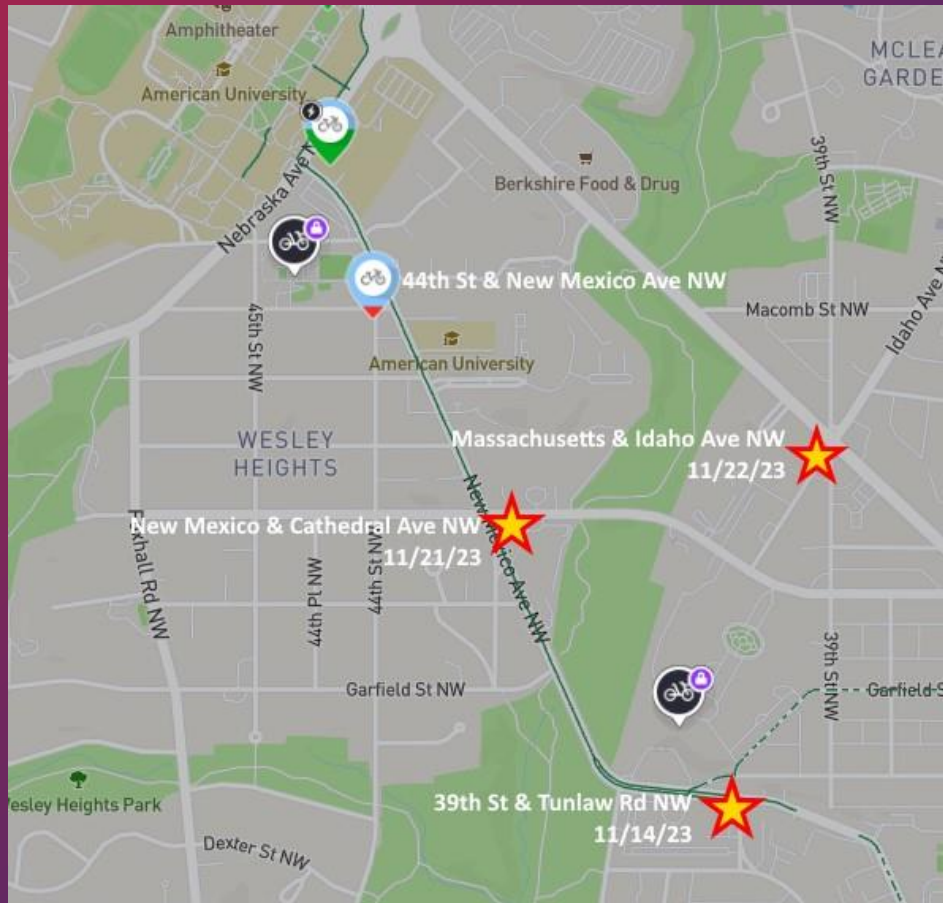 Amphitheater
MCLEA
GARDE
American University
39th St NW
Nebraska Ave N
Berkshire Food & Drug
44th St & New Mexico Ave NW
Macomb St NW
Idaho Ave N
45th St NW
American University
WESLEY
HEIGHTS
Massachusetts & Idaho Ave NW
11/22/23
New Mexico & Cathedral Ave NW
11/21/23
New Mexico Ave NW
Foxhall Rd NW
44th Pl NW
44th St NW
39th St NW
Garfield St NW
Garfield S
39th St & Tunlaw Rd NW
11/14/23
Wesley Heights Park
Dexter St NW